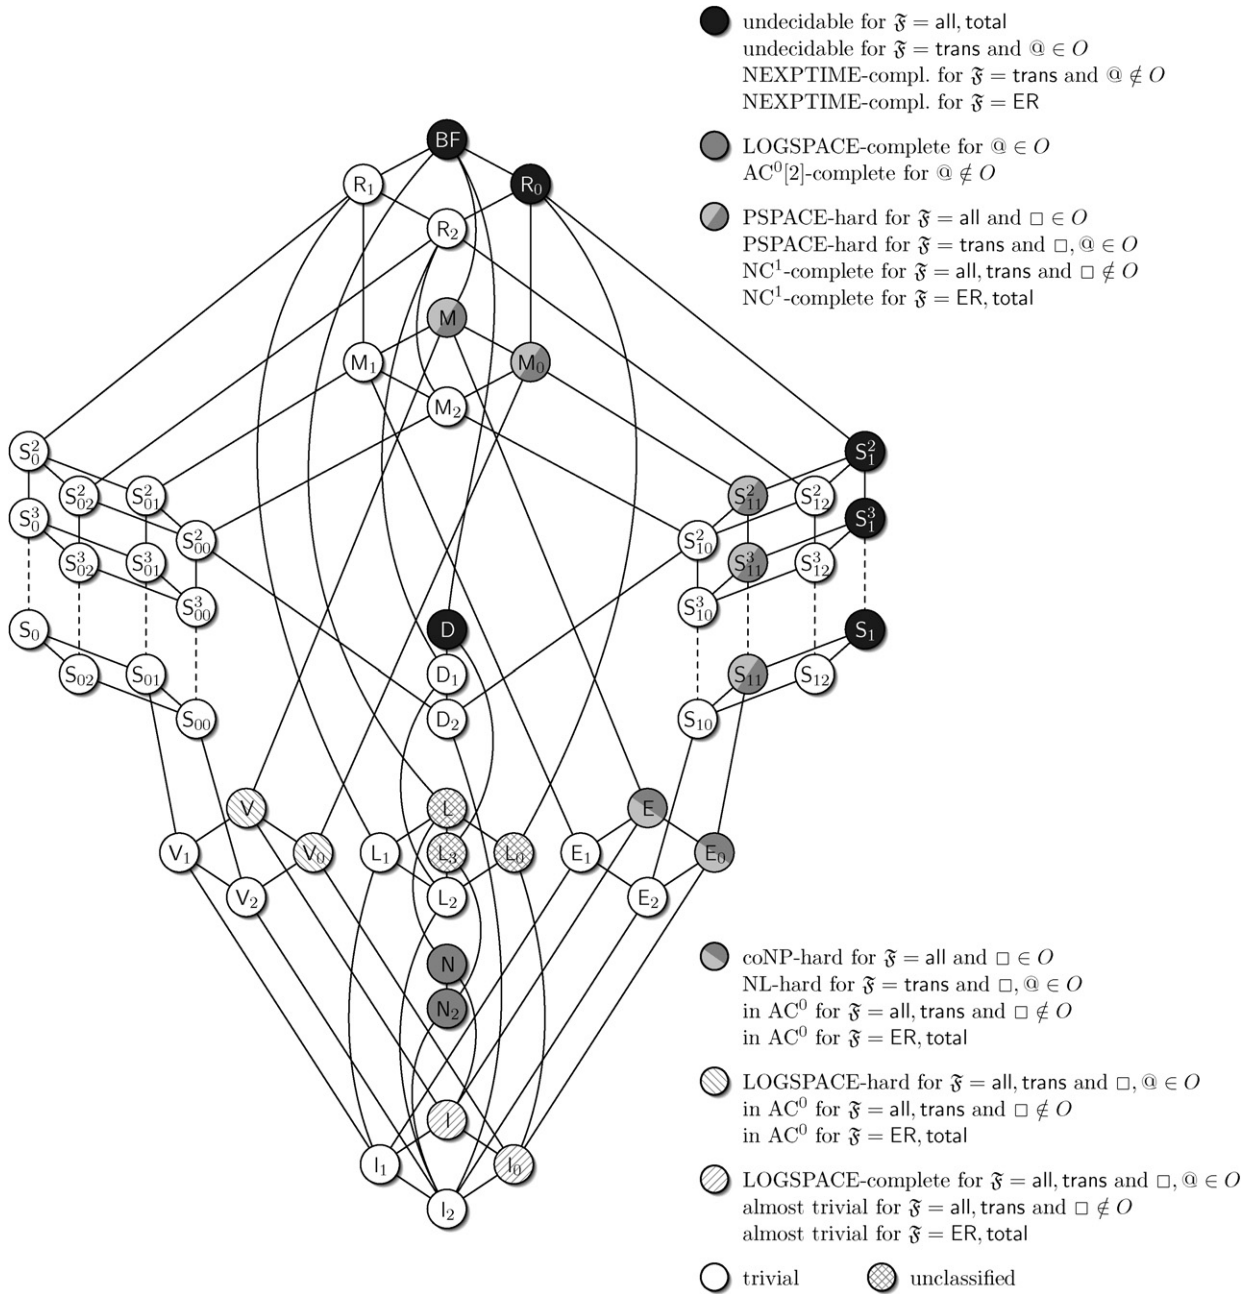 undecidable for 𝔉 = all, total
undecidable for 𝔉 = trans and @ ∈ O
NEXPTIME-compl. for 𝔉 = trans and @ ∉ O
NEXPTIME-compl. for 𝔉 = ER
LOGSPACE-complete for @ ∈ O
AC⁰[2]-complete for @ ∉ O
PSPACE-hard for 𝔉 = all and □ ∈ O
PSPACE-hard for 𝔉 = trans and □, @ ∈ O
NC¹-complete for 𝔉 = all, trans and □ ∉ O
NC¹-complete for 𝔉 = ER, total
BF
R₁ R₀
R₂
M
M₁ M₀
M₂
S₀² S₁²
S₀₂² S₀₁² S₁₁² S₁₂²
S₀³ S₀₀² S₁₀² S₁³
S₀₂³ S₀₁³ S₁₁³ S₁₂³
S₀₀³ S₁₀³
S₀ D S₁
S₀₂ S₀₁ D₁ S₁₁ S₁₂
S₀₀ D₂ S₁₀
V L E
V₁ V₀ L₁ L₃ L₀ E₁ E₀
V₂ L₂ E₂
N
N₂
I
I₁ I₀
I₂
coNP-hard for 𝔉 = all and □ ∈ O
NL-hard for 𝔉 = trans and □, @ ∈ O
in AC⁰ for 𝔉 = all, trans and □ ∉ O
in AC⁰ for 𝔉 = ER, total
LOGSPACE-hard for 𝔉 = all, trans and □, @ ∈ O
in AC⁰ for 𝔉 = all, trans and □ ∉ O
in AC⁰ for 𝔉 = ER, total
LOGSPACE-complete for 𝔉 = all, trans and □, @ ∈ O
almost trivial for 𝔉 = all, trans and □ ∉ O
almost trivial for 𝔉 = ER, total
trivial unclassified